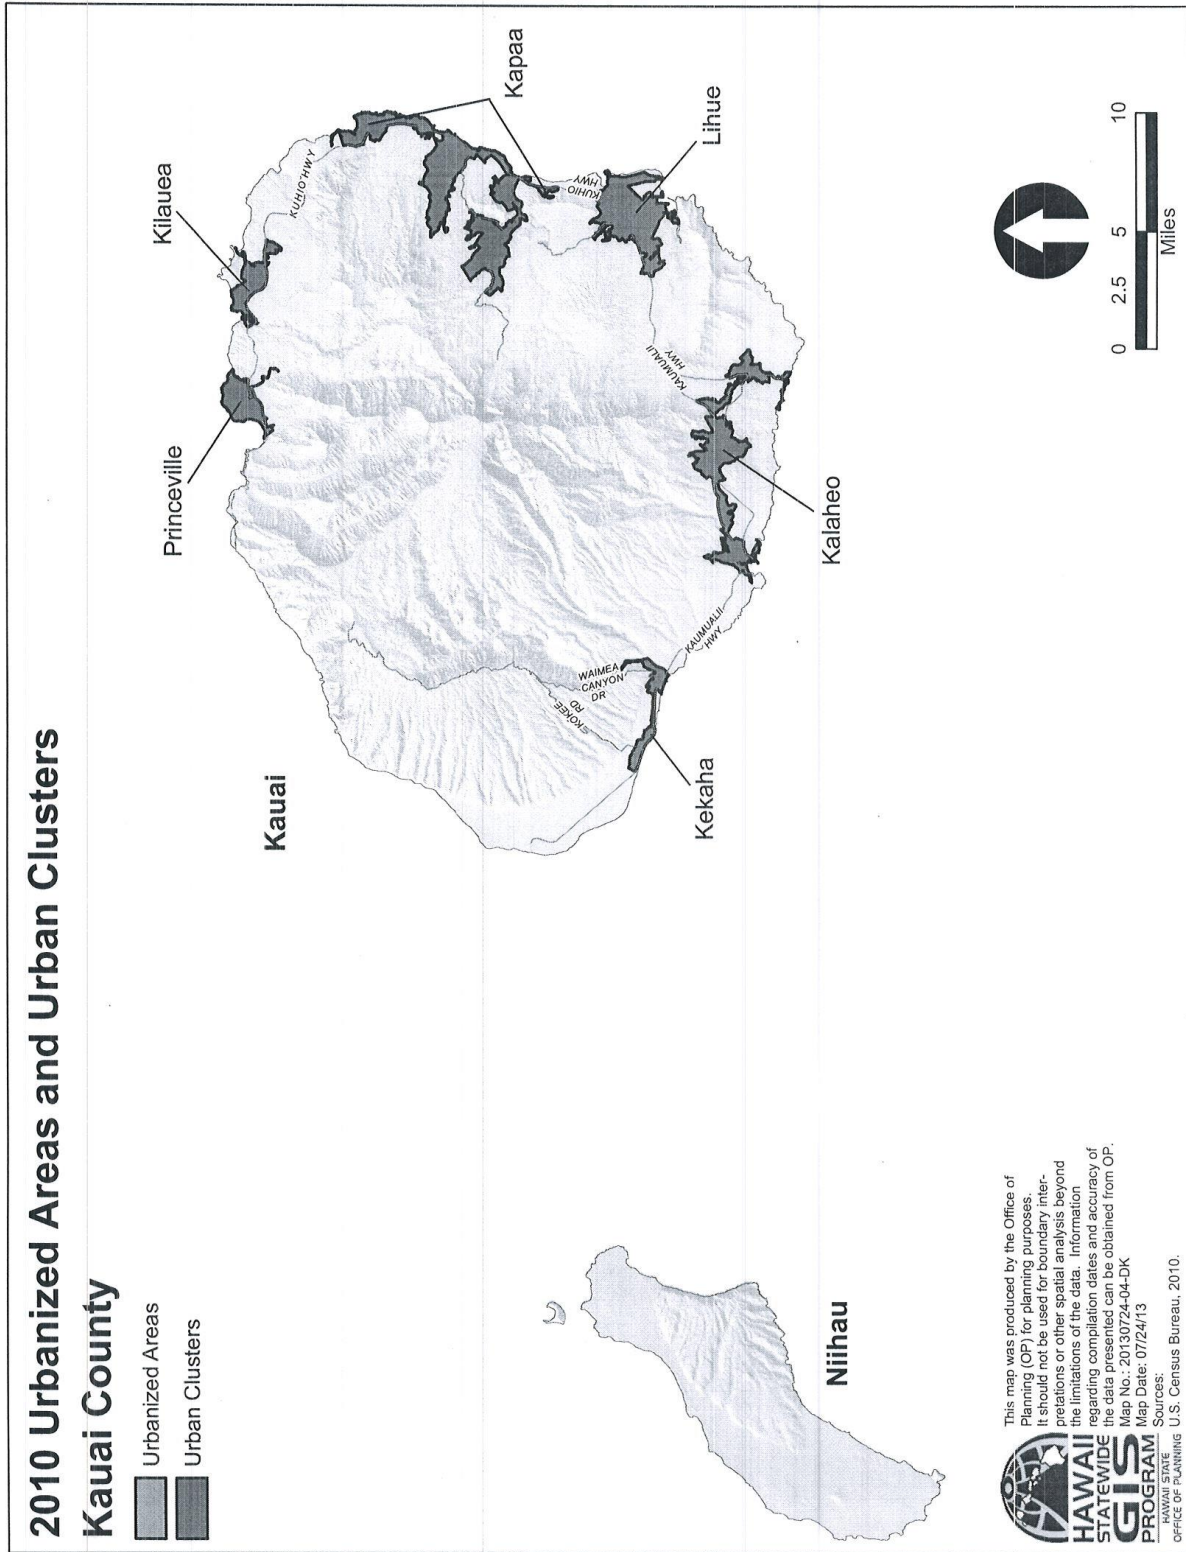 2010 Urbanized Areas and Urban Clusters
Kauai County
Urbanized Areas
Urban Clusters
Kauai
Niihau
Princeville
Kilauea
Kapaa
Lihue
Kalaheo
Kekaha
KUHIO HWY
KUHIO
HWY
KAUMUALII
HWY
KAUMUALII
HWY
WAIMEA
CANYON
DR
KOKEE
RD
0 2.5 5 10
Miles
HAWAII
STATEWIDE
GIS
PROGRAM
HAWAII STATE
OFFICE OF PLANNING
This map was produced by the Office of
Planning (OP) for planning purposes.
It should not be used for boundary inter-
pretations or other spatial analysis beyond
the limitations of the data. Information
regarding compilation dates and accuracy of
the data presented can be obtained from OP.
Map No.: 20130724-04-DK
Map Date: 07/24/13
Sources:
U.S. Census Bureau, 2010.